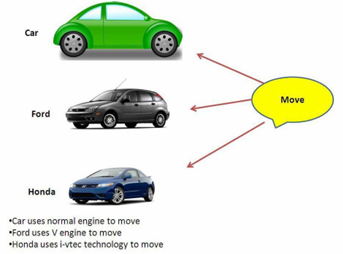 Car
Move
Ford
Honda
•Car uses normal engine to move
•Ford uses V engine to move
•Honda uses i-vtec technology to move